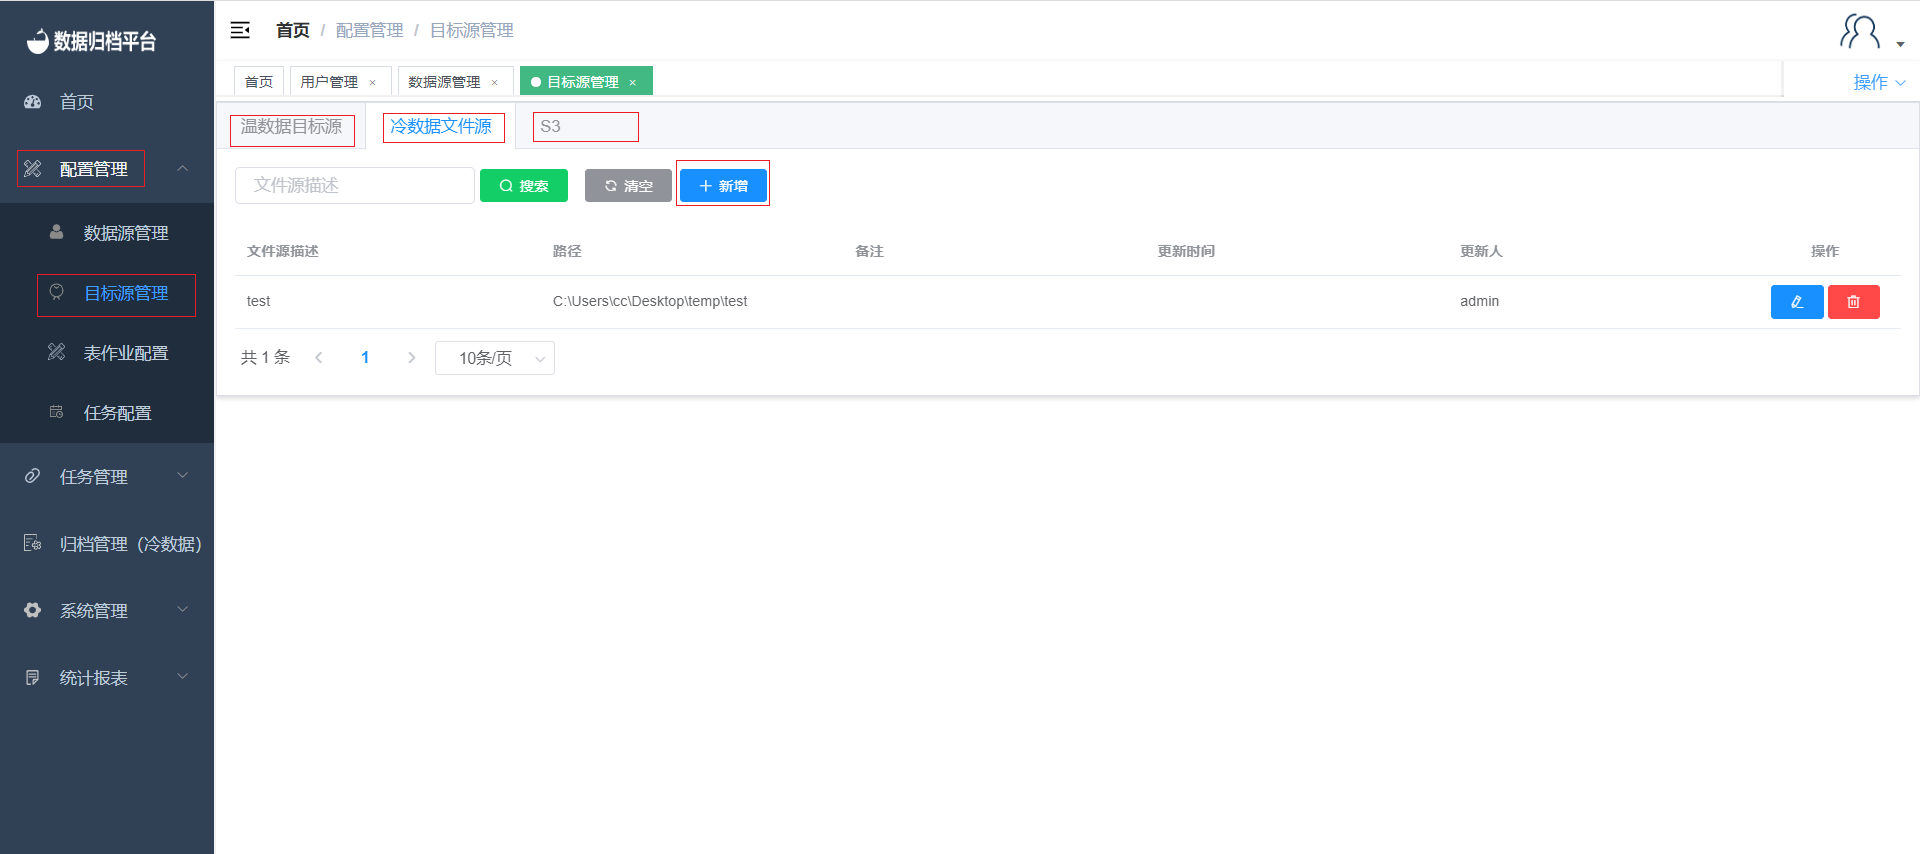 数据归档平台
首页
配置管理
数据源管理
目标源管理
表作业配置
任务配置
任务管理
归档管理（冷数据）
系统管理
统计报表
首页 / 配置管理 / 目标源管理
首页 用户管理 × 数据源管理 × 目标源管理 × 操作
温数据目标源 冷数据文件源 S3
文件源描述 搜索 清空 新增
文件源描述 路径 备注 更新时间 更新人 操作
test C:\Users\cc\Desktop\temp\test admin
共 1 条 1 10条/页